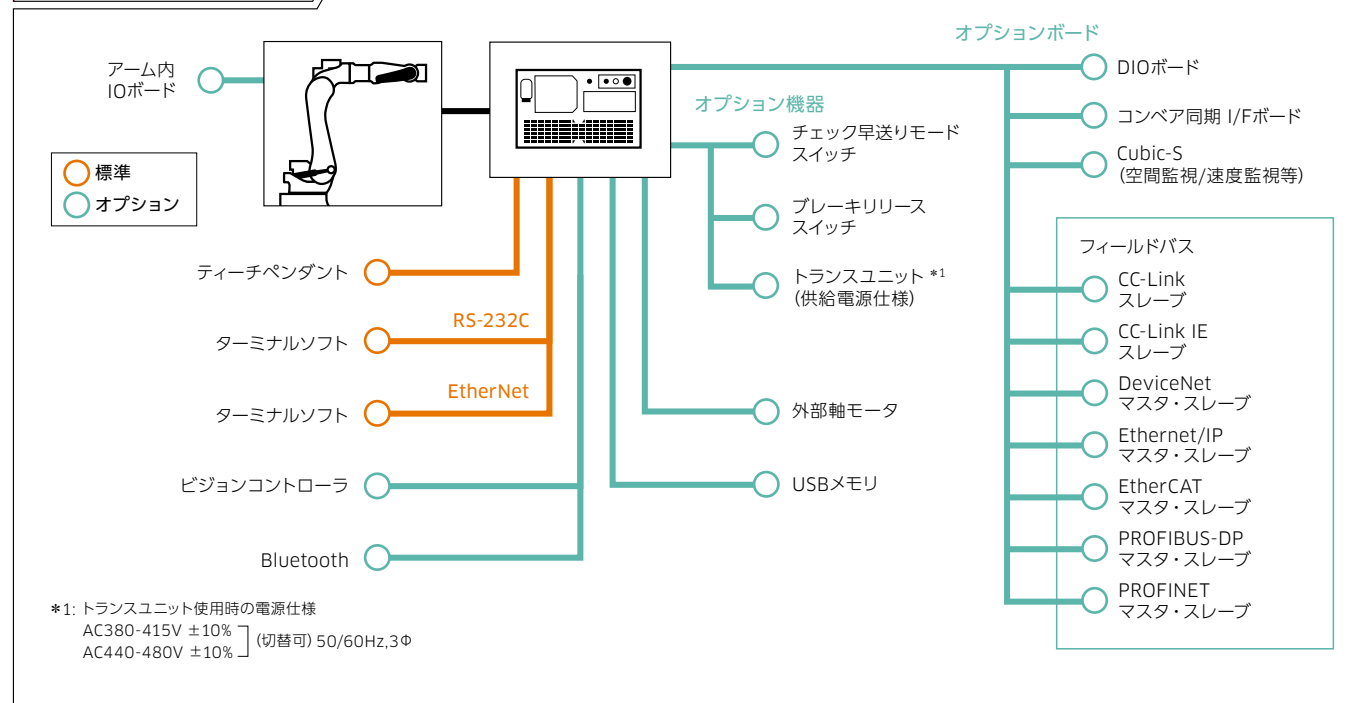 オプションボード
アーム内
IOボード
DIOボード
オプション機器
コンベア同期 I/Fボード
チェック早送りモード
スイッチ
Cubic-S
(空間監視/速度監視等)
標準
オプション
ブレーキリリース
スイッチ
フィールドバス
ティーチペンダント
トランスユニット *1
(供給電源仕様)
CC-Link
スレーブ
RS-232C
ターミナルソフト
CC-Link IE
スレーブ
EtherNet
ターミナルソフト
外部軸モータ
DeviceNet
マスタ・スレーブ
Ethernet/IP
マスタ・スレーブ
ビジョンコントローラ
USBメモリ
EtherCAT
マスタ・スレーブ
Bluetooth
PROFIBUS-DP
マスタ・スレーブ
PROFINET
マスタ・スレーブ
*1: トランスユニット使用時の電源仕様
AC380-415V ±10%
AC440-480V ±10%
(切替可) 50/60Hz,3Φ